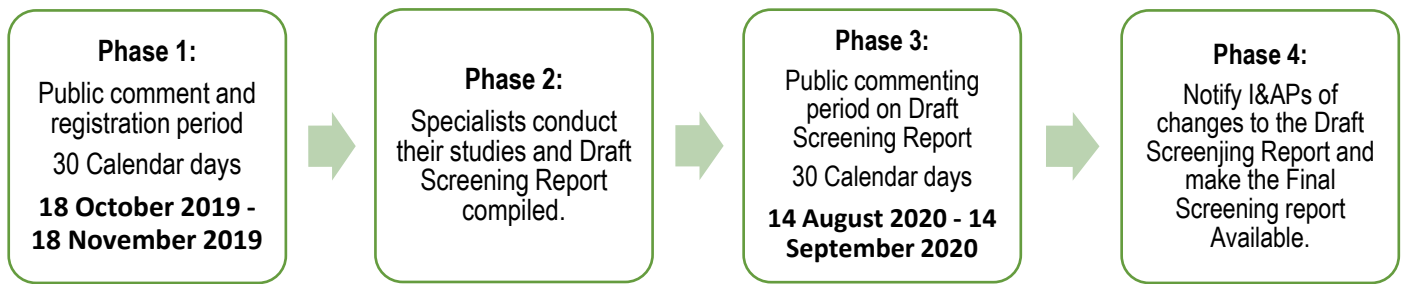 Phase 1:
Public comment and
registration period
30 Calendar days
18 October 2019 -
18 November 2019
Phase 2:
Specialists conduct
their studies and Draft
Screening Report
compiled.
Phase 3:
Public commenting
period on Draft
Screening Report
30 Calendar days
14 August 2020 - 14
September 2020
Phase 4:
Notify I&APs of
changes to the Draft
Screenjing Report and
make the Final
Screening report
Available.